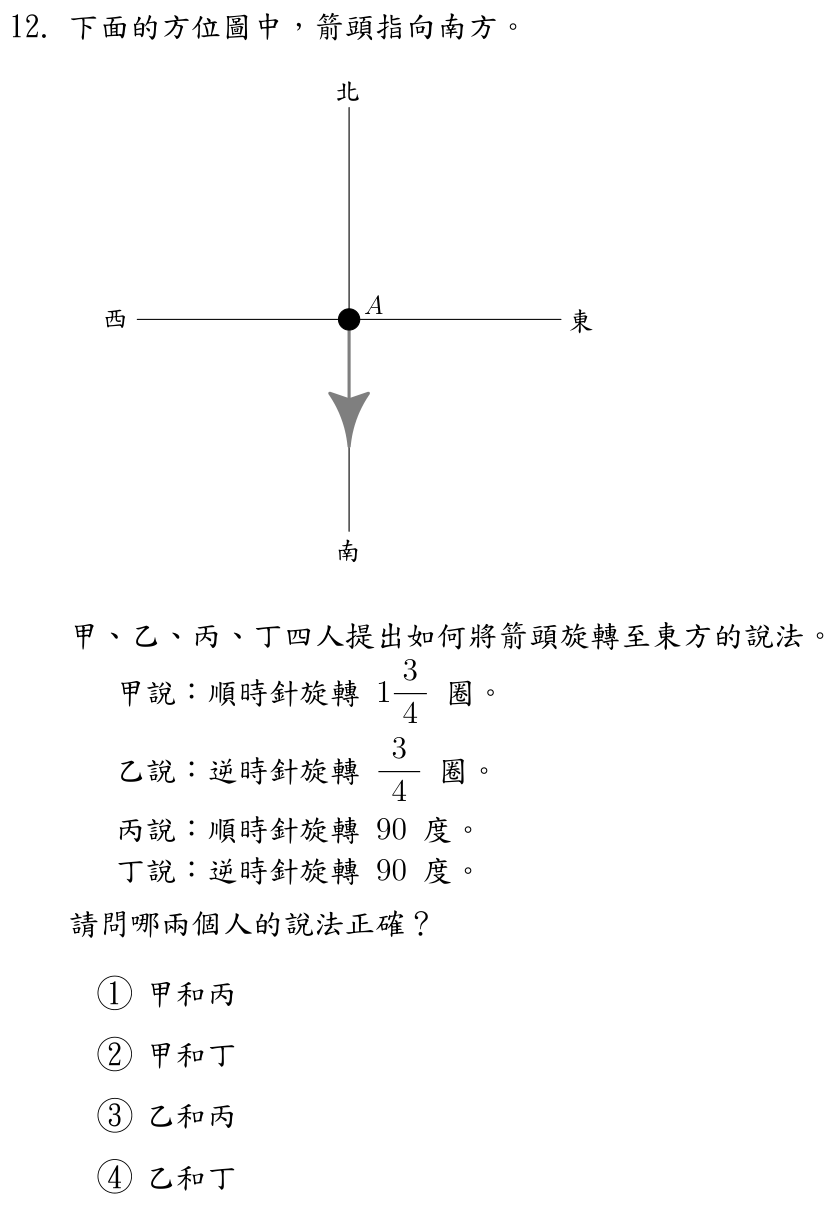 12. 下面的方位圖中，箭頭指向南方。
北
A
西
東
南
甲、乙、丙、丁四人提出如何將箭頭旋轉至東方的說法。
甲說：順時針旋轉 1 3/4 圈。
乙說：逆時針旋轉 3/4 圈。
丙說：順時針旋轉 90 度。
丁說：逆時針旋轉 90 度。
請問哪兩個人的說法正確？
① 甲和丙
② 甲和丁
③ 乙和丙
④ 乙和丁